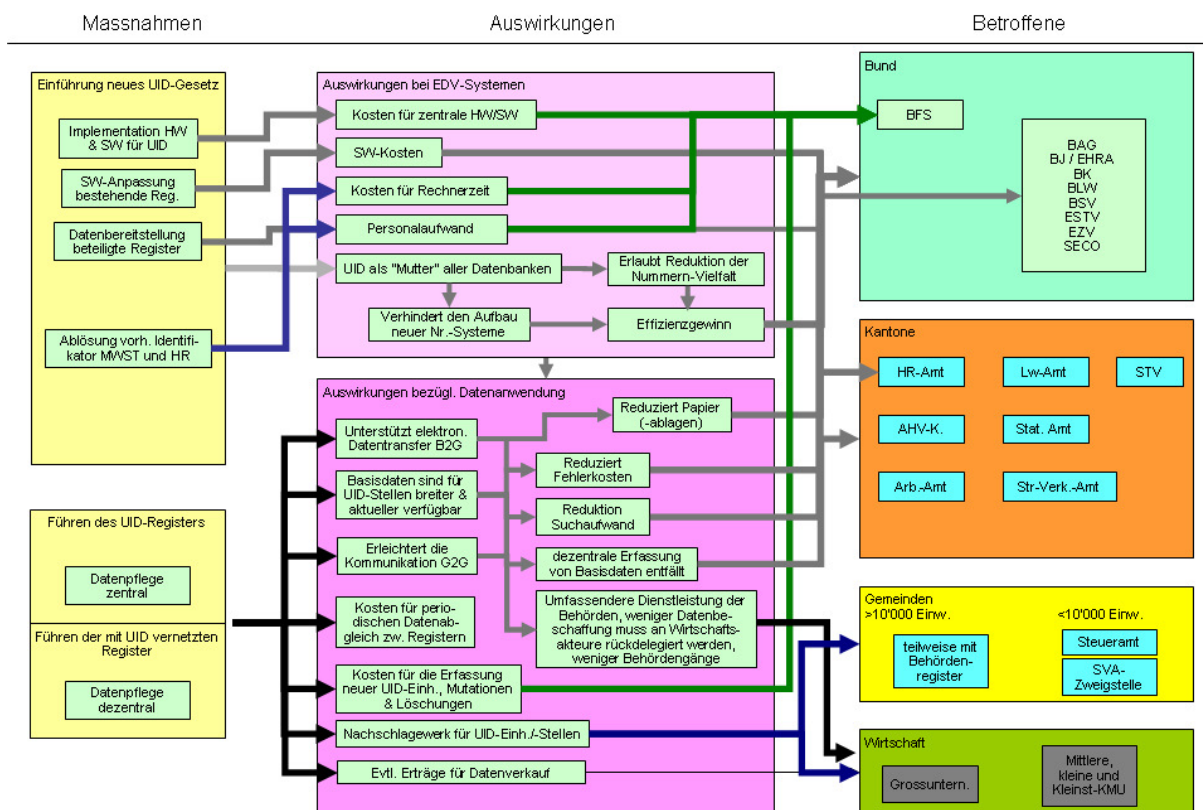 Massnahmen
Auswirkungen
Betroffene
Einführung neues UID-Gesetz
Implementation HW
& SW für UID
SW-Anpassung
bestehende Reg.
Datenbereitstellung
beteiligte Register
Ablösung vorh. Identifi-
kator MWST und HR
Führen des UID-Registers
Datenpflege
zentral
Führen der mit UID vernetzten
Register
Datenpflege
dezentral
Auswirkungen bei EDV-Systemen
Kosten für zentrale HW/SW
SW-Kosten
Kosten für Rechnerzeit
Personalaufwand
UID als "Mutter" aller Datenbanken
Erlaubt Reduktion der
Nummern-Vielfalt
Verhindert den Aufbau
neuer Nr.-Systeme
Effizienzgewinn
Auswirkungen bezügl. Datenanwendung
Unterstützt elektron.
Datentransfer B2G
Basisdaten sind für
UID-Stellen breiter &
aktueller verfügbar
Erleichtert die
Kommunikation G2G
Kosten für perio-
dischen Datenab-
gleich zw. Registern
Kosten für die Erfassung
neuer UID-Einh., Mutationen
& Löschungen
Nachschlagewerk für UID-Einh./-Stellen
Evtl. Erträge für Datenverkauf
Reduziert Papier
(-ablagen)
Reduziert
Fehlerkosten
Reduktion
Suchaufwand
dezentrale Erfassung
von Basisdaten entfällt
Umfassendere Dienstleistung der
Behörden, weniger Datenbe-
schaffung muss an Wirtschafts-
akteure rückdelegiert werden,
weniger Behördengänge
Bund
BFS
BAG
BJ / EHRA
BK
BLW
BSV
ESTV
EZV
SECO
Kantone
HR-Amt
Lw-Amt
STV
AHV-K.
Stat. Amt
Arb.-Amt
Str-Verk.-Amt
Gemeinden
>10'000 Einw.
<10'000 Einw.
teilweise mit
Behörden-
register
Steueramt
SVA-
Zweigstelle
Wirtschaft
Grossuntern.
Mittlere,
kleine und
Kleinst-KMU